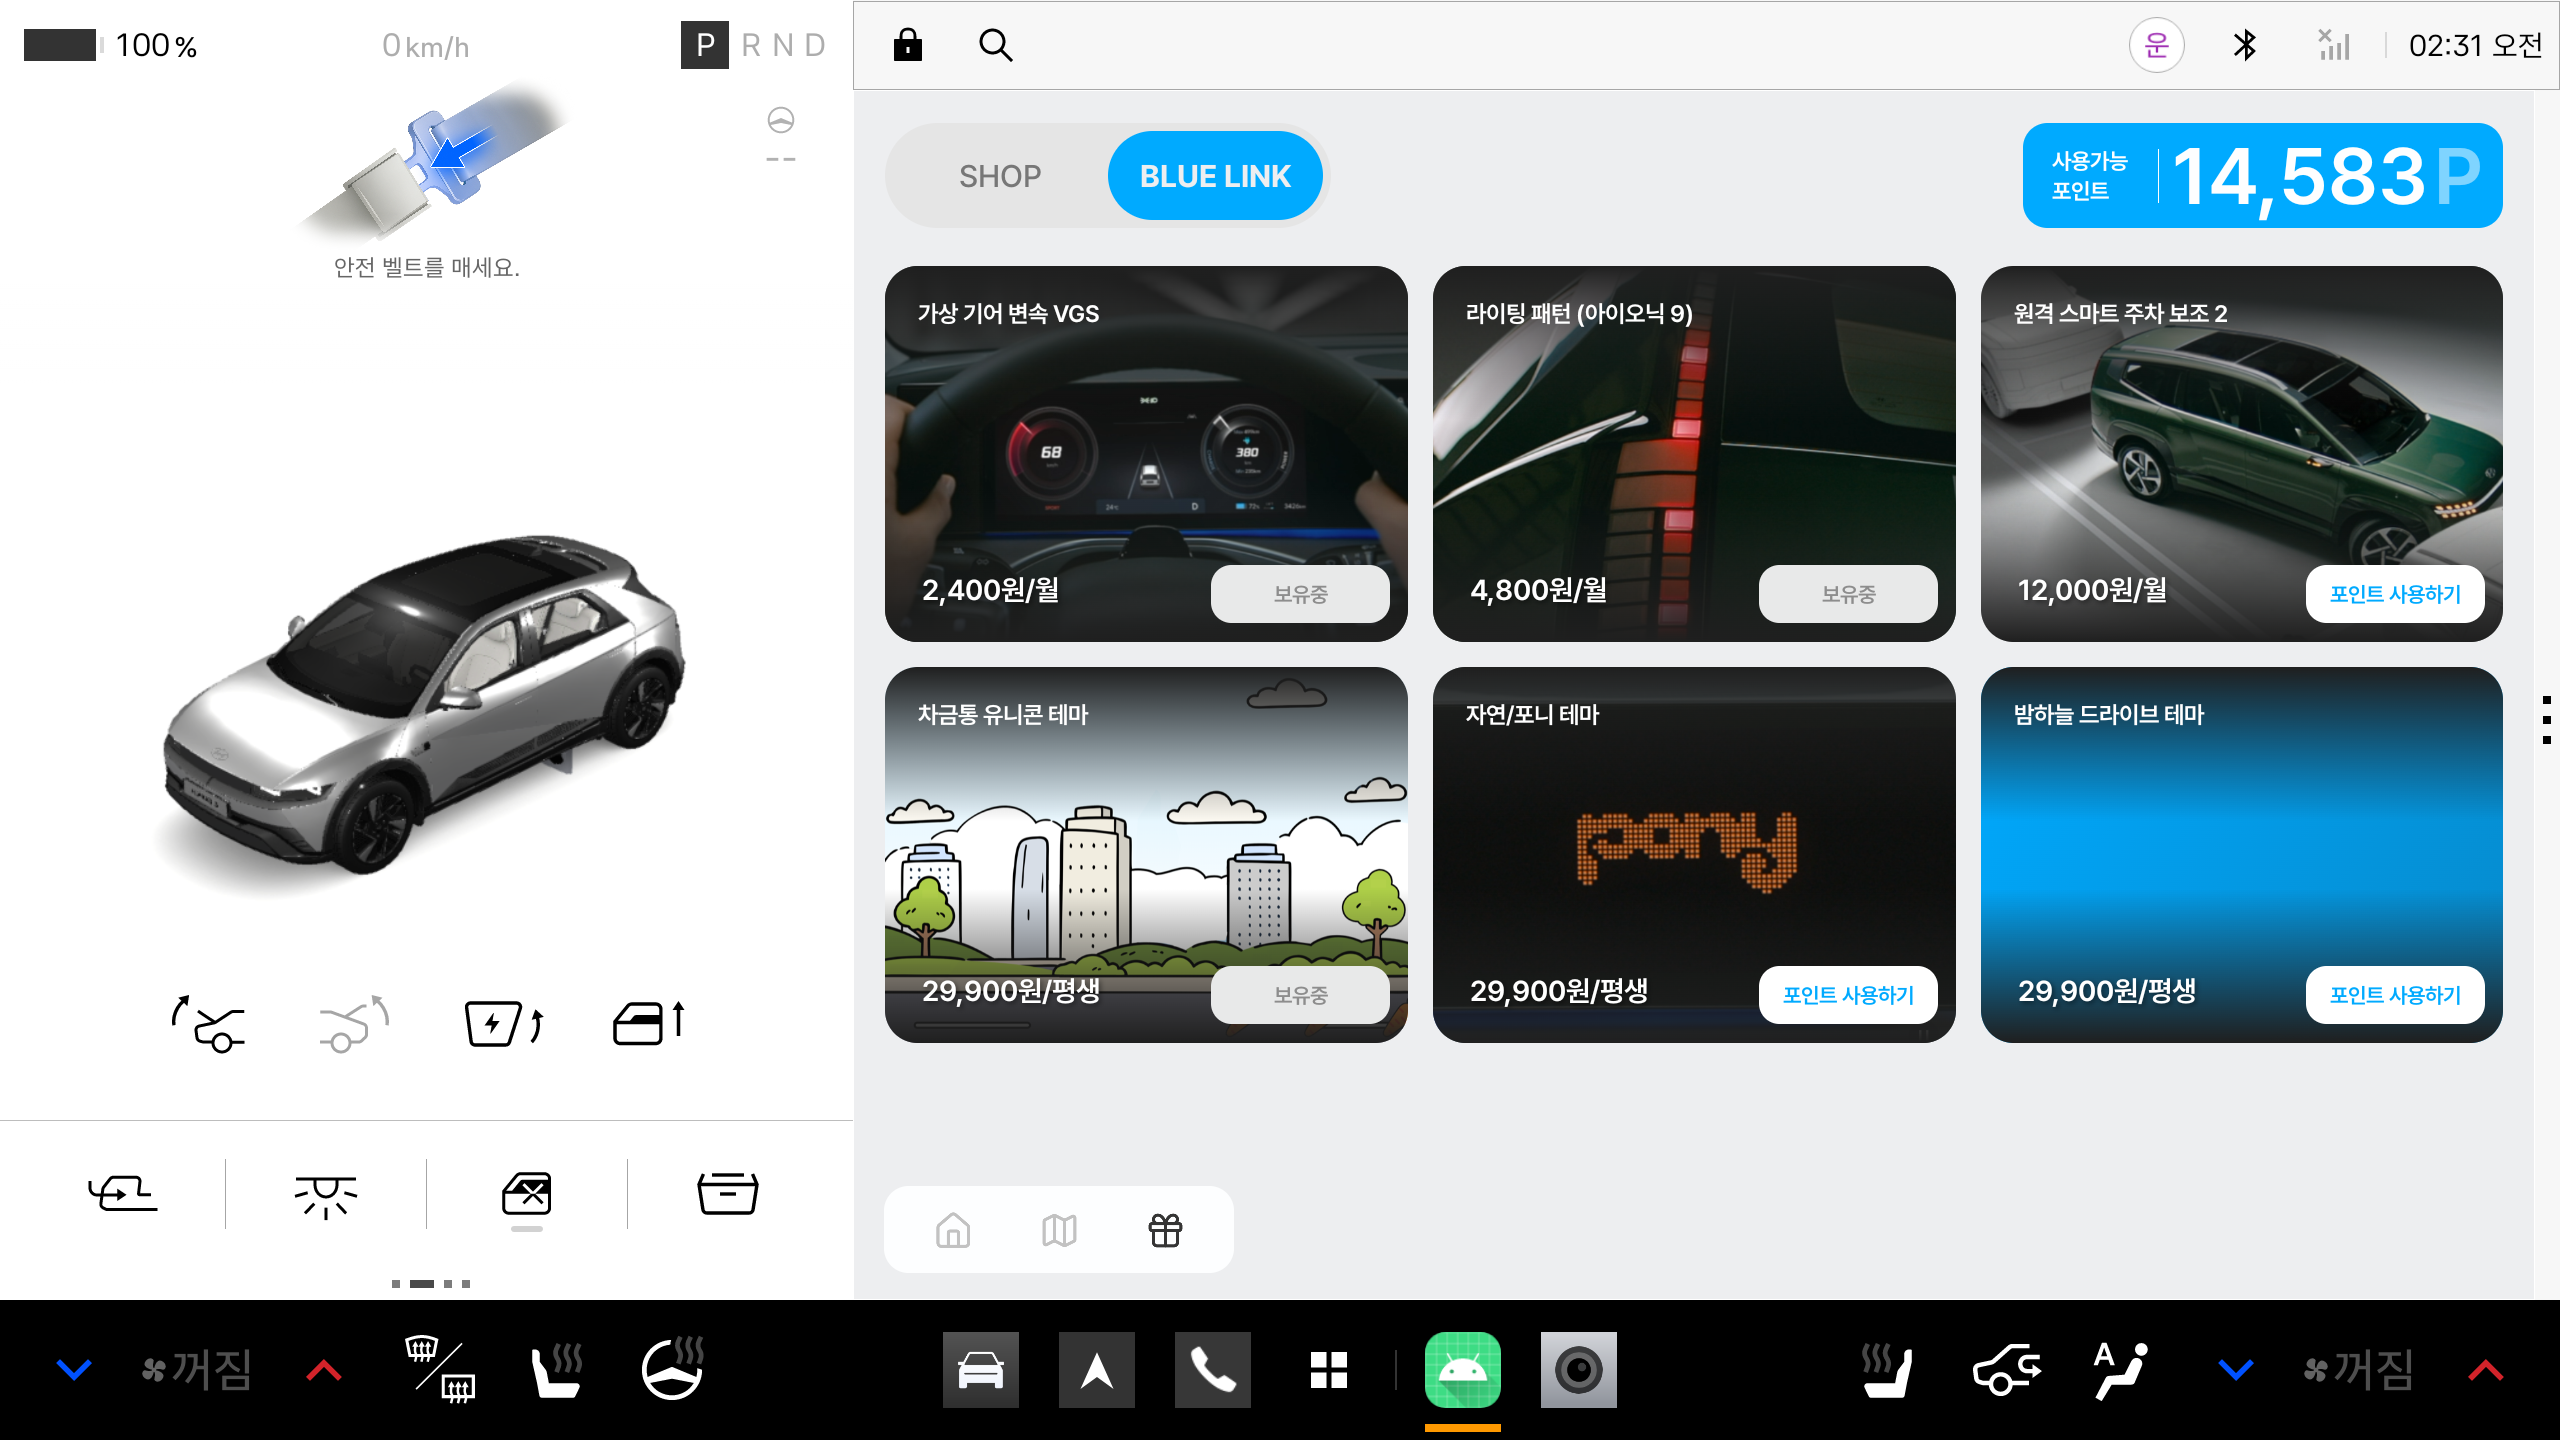 100%
0 km/h
P R N D
운
02:31 오전
안전 벨트를 매세요.
SHOP
BLUE LINK
사용가능
포인트
14,583P
가상 기어 변속 VGS
68
380
D
2,400원/월
보유중
라이팅 패턴 (아이오닉 9)
4,800원/월
보유중
원격 스마트 주차 보조 2
12,000원/월
포인트 사용하기
차금통 유니콘 테마
29,900원/평생
보유중
자연/포니 테마
pony
29,900원/평생
포인트 사용하기
밤하늘 드라이브 테마
29,900원/평생
포인트 사용하기
꺼짐
A
꺼짐